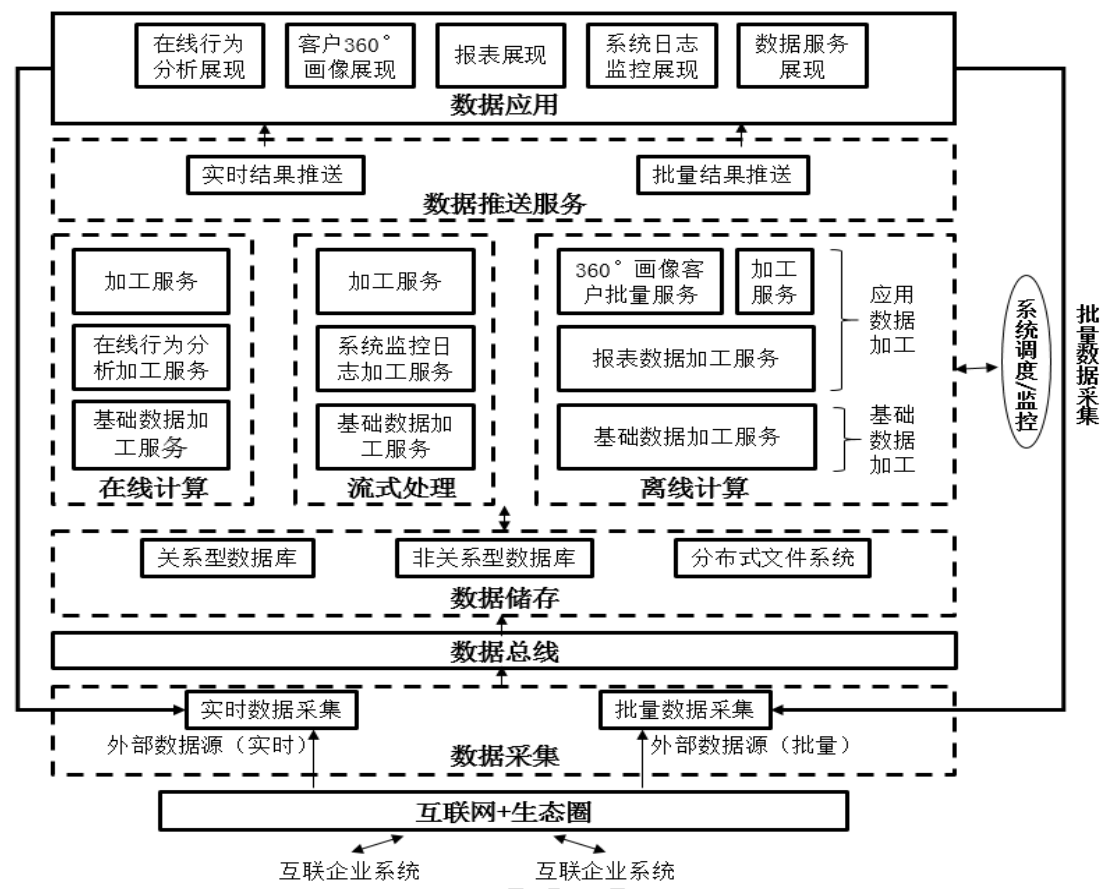 在线行为
分析展现
客户360°
画像展现
报表展现
系统日志
监控展现
数据服务
展现
数据应用
实时结果推送
批量结果推送
数据推送服务
加工服务
在线行为分
析加工服务
基础数据加
工服务
在线计算
加工服务
系统监控日
志加工服务
基础数据加
工服务
流式处理
360°画像客
户批量服务
加工
服务
报表数据加工服务
基础数据加工服务
应用
数据
加工
基础
数据
加工
离线计算
系统调度/监控
批量数据采集
关系型数据库
非关系型数据库
分布式文件系统
数据储存
数据总线
实时数据采集
批量数据采集
外部数据源（实时）
外部数据源（批量）
数据采集
互联网+生态圈
互联企业系统
互联企业系统